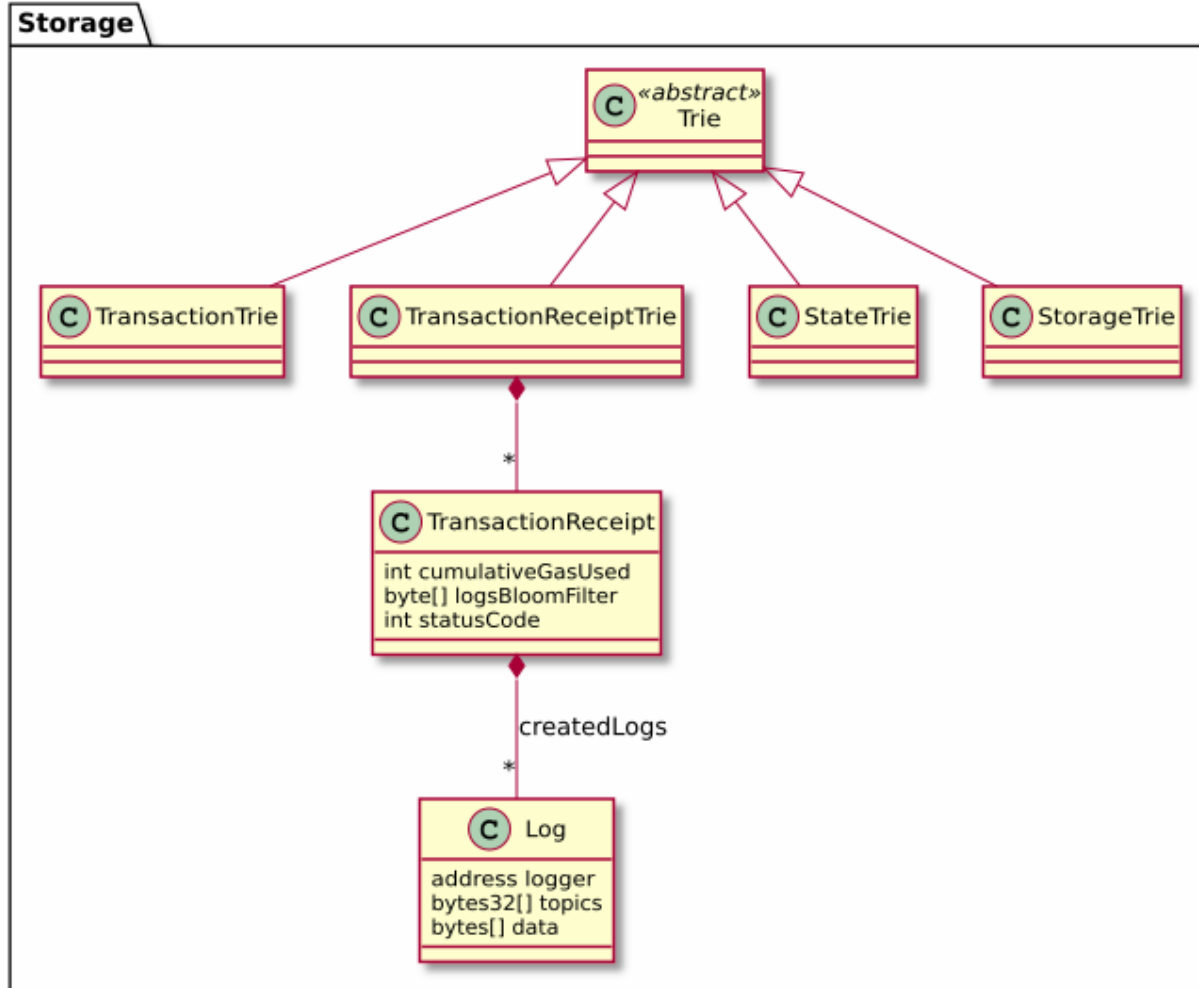 Storage
C «abstract»
Trie
C TransactionTrie
C TransactionReceiptTrie
C StateTrie
C StorageTrie
*
C TransactionReceipt
int cumulativeGasUsed
byte[] logsBloomFilter
int statusCode
createdLogs
*
C Log
address logger
bytes32[] topics
bytes[] data